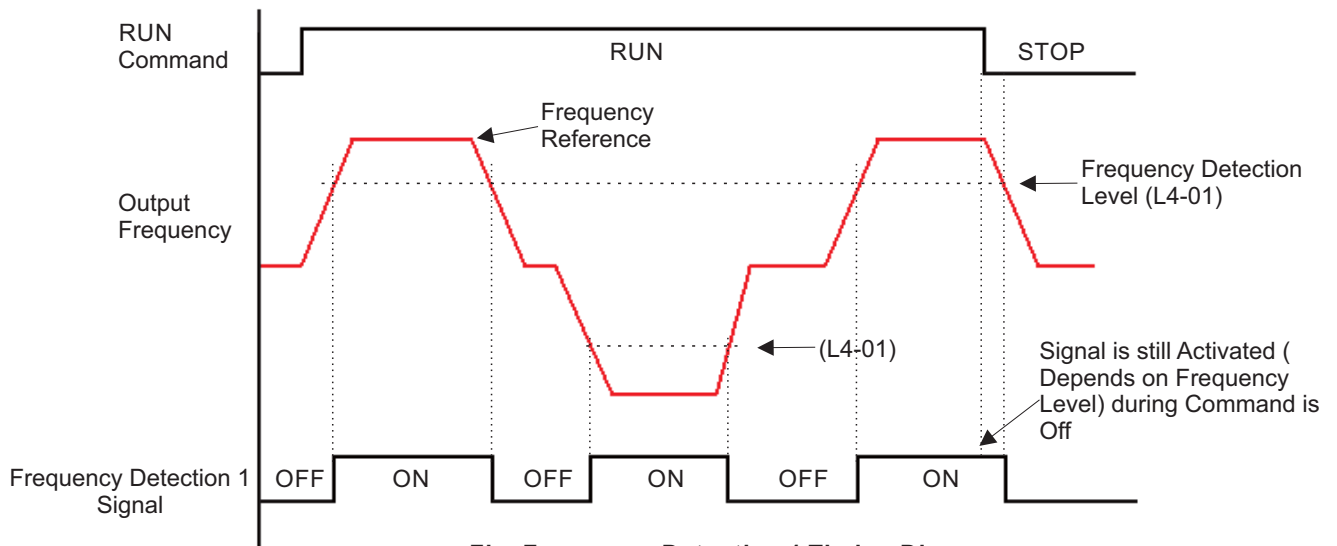 RUN
Command
RUN
STOP
Frequency
Reference
Frequency Detection
Level (L4-01)
Output
Frequency
(L4-01)
Signal is still Activated (
Depends on Frequency
Level) during Command is
Off
Frequency Detection 1
Signal
OFF
ON
OFF
ON
OFF
ON